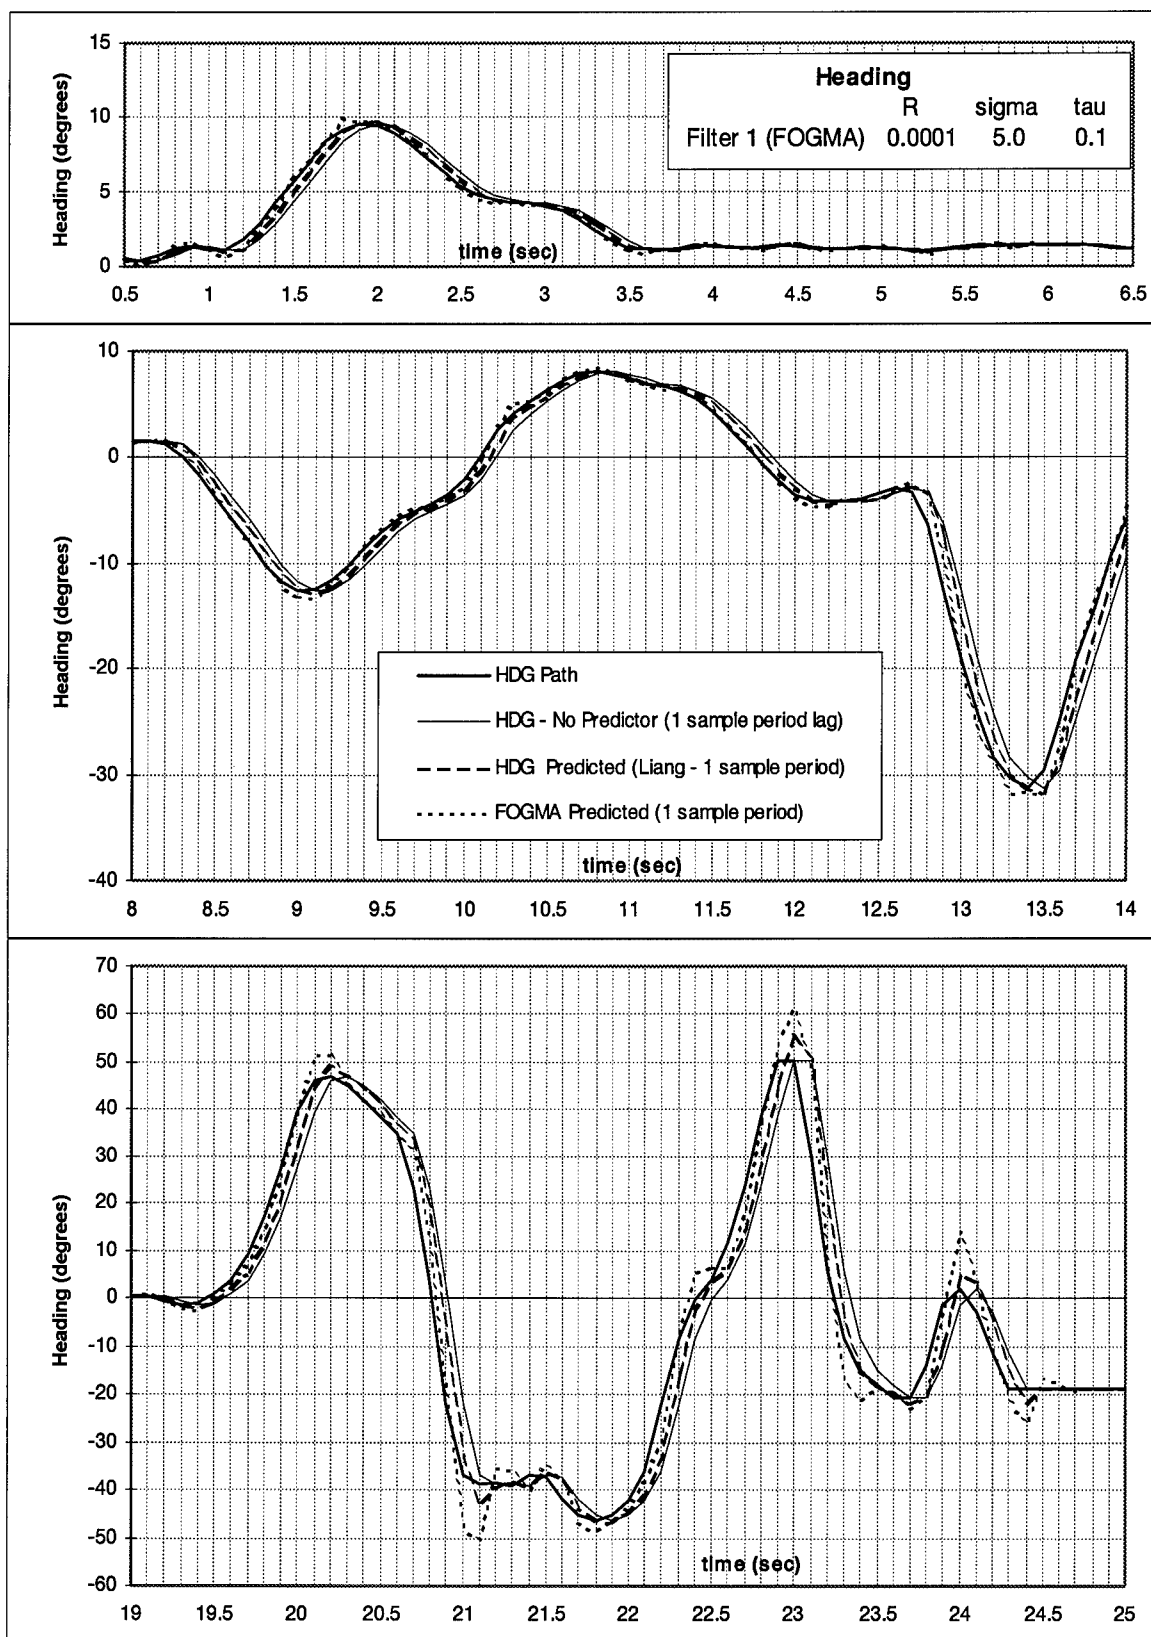 15
10
5
0
Heading (degrees)
Heading
R sigma tau
Filter 1 (FOGMA) 0.0001 5.0 0.1
time (sec)
0.5 1 1.5 2 2.5 3 3.5 4 4.5 5 5.5 6 6.5
10
0
-10
-20
-30
-40
Heading (degrees)
HDG Path
HDG - No Predictor (1 sample period lag)
HDG Predicted (Liang - 1 sample period)
FOGMA Predicted (1 sample period)
time (sec)
8 8.5 9 9.5 10 10.5 11 11.5 12 12.5 13 13.5 14
70
60
50
40
30
20
10
0
-10
-20
-30
-40
-50
-60
Heading (degrees)
time (sec)
19 19.5 20 20.5 21 21.5 22 22.5 23 23.5 24 24.5 25